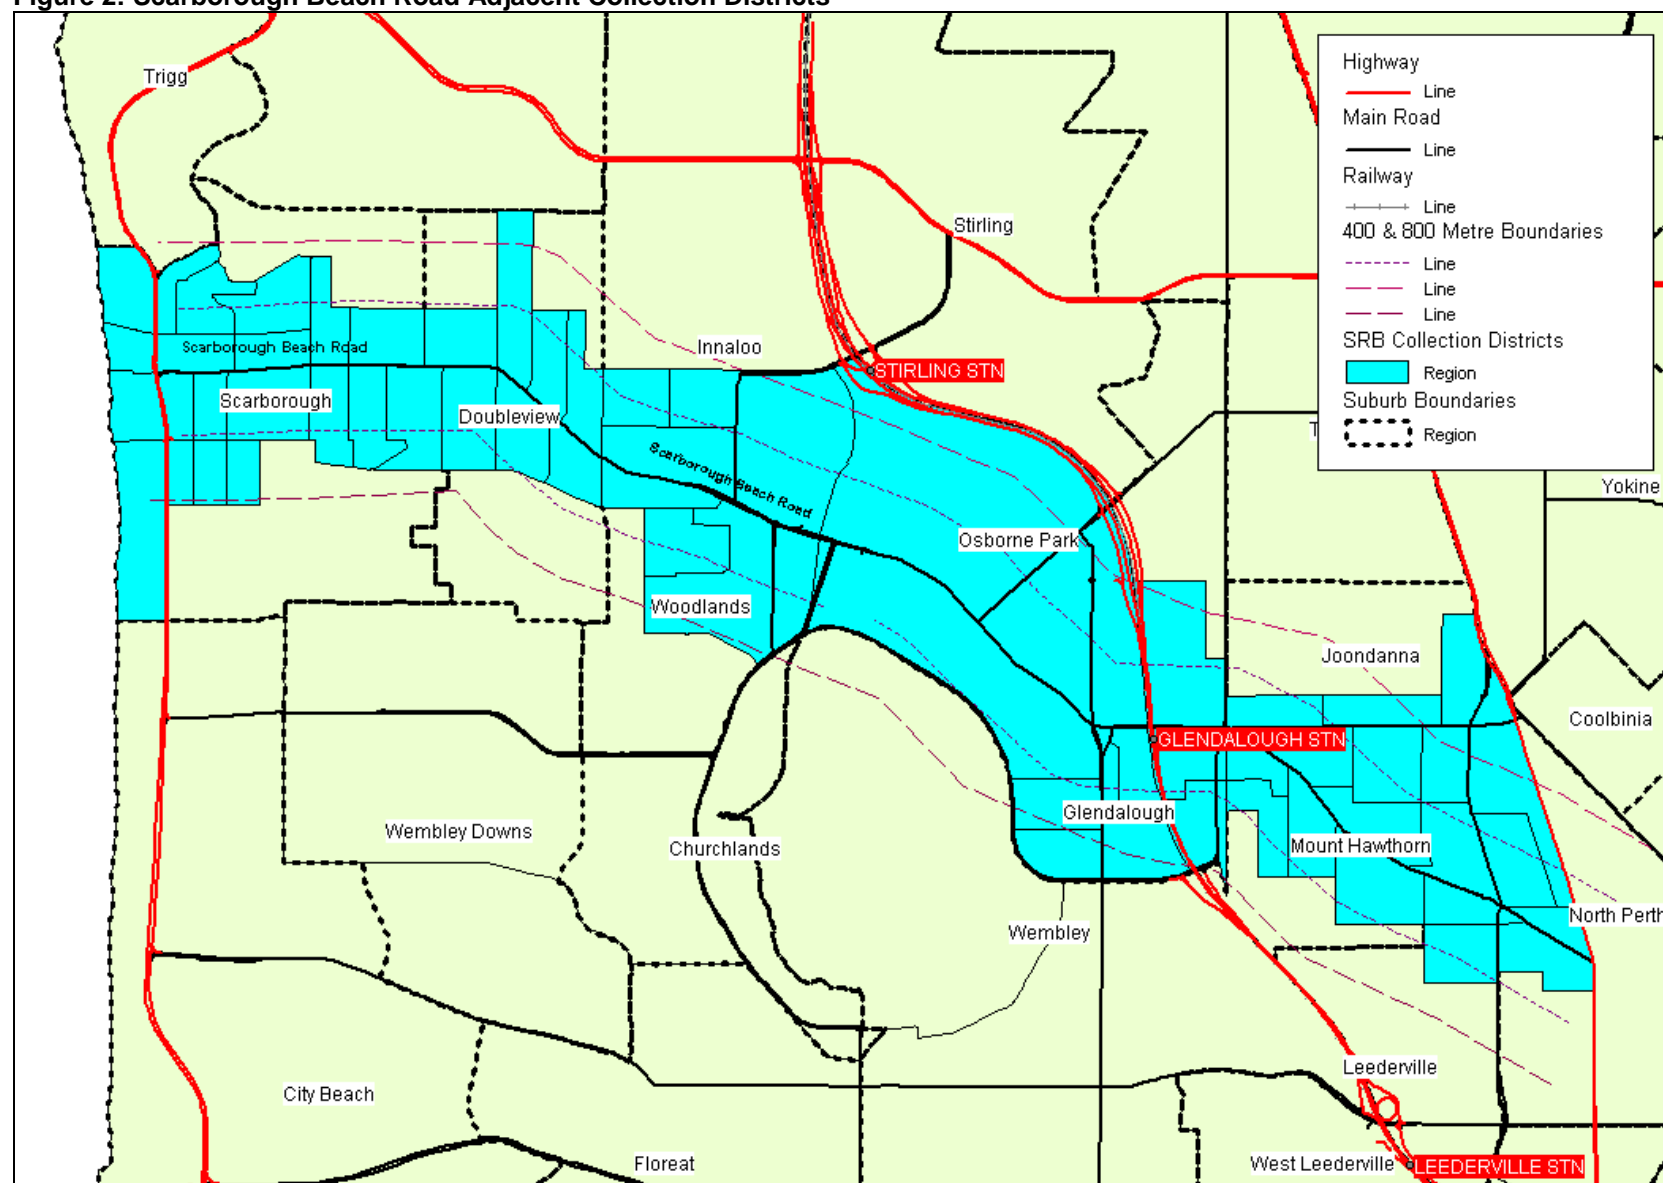 Figure 2: Scarborough Beach Road Adjacent Collection Districts
Trigg
Highway
Line
Main Road
Line
Railway
Line
400 & 800 Metre Boundaries
Line
Line
Line
SRB Collection Districts
Region
Suburb Boundaries
Region
Stirling
Innaloo
Scarborough Beach Road
STIRLING STN
Scarborough
Doubleview
T
Scarborough Beach Road
Yokine
Osborne Park
Woodlands
Joondanna
Coolbinia
GLENDALOUGH STN
Glendalough
Wembley Downs
Churchlands
Mount Hawthorn
North Perth
Wembley
Leederville
City Beach
Floreat
West Leederville
LEEDERVILLE STN